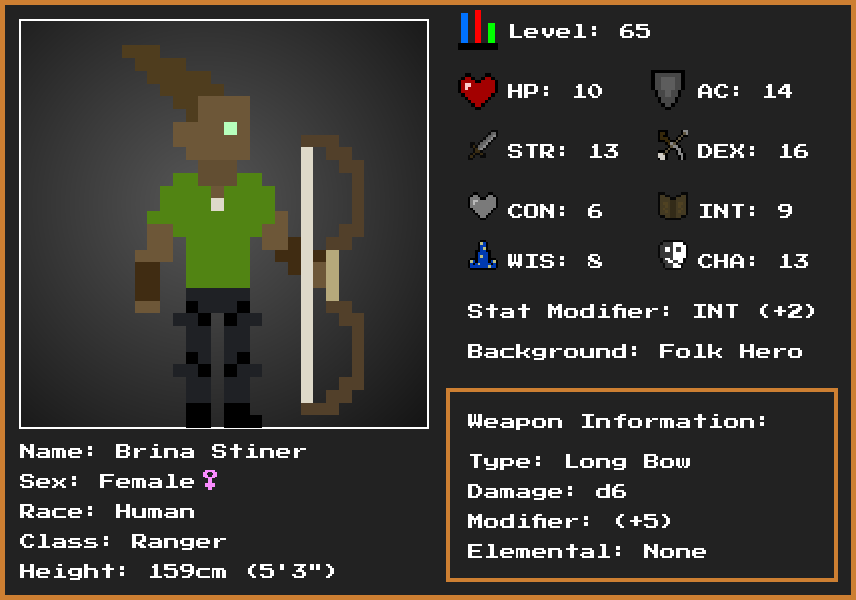 Level: 65
HP: 10
AC: 14
STR: 13
DEX: 16
CON: 6
INT: 9
WIS: 8
CHA: 13
Stat Modifier: INT (+2)
Background: Folk Hero
Weapon Information:
Type: Long Bow
Damage: d6
Modifier: (+5)
Elemental: None
Name: Brina Stiner
Sex: Female♀
Race: Human
Class: Ranger
Height: 159cm (5'3")